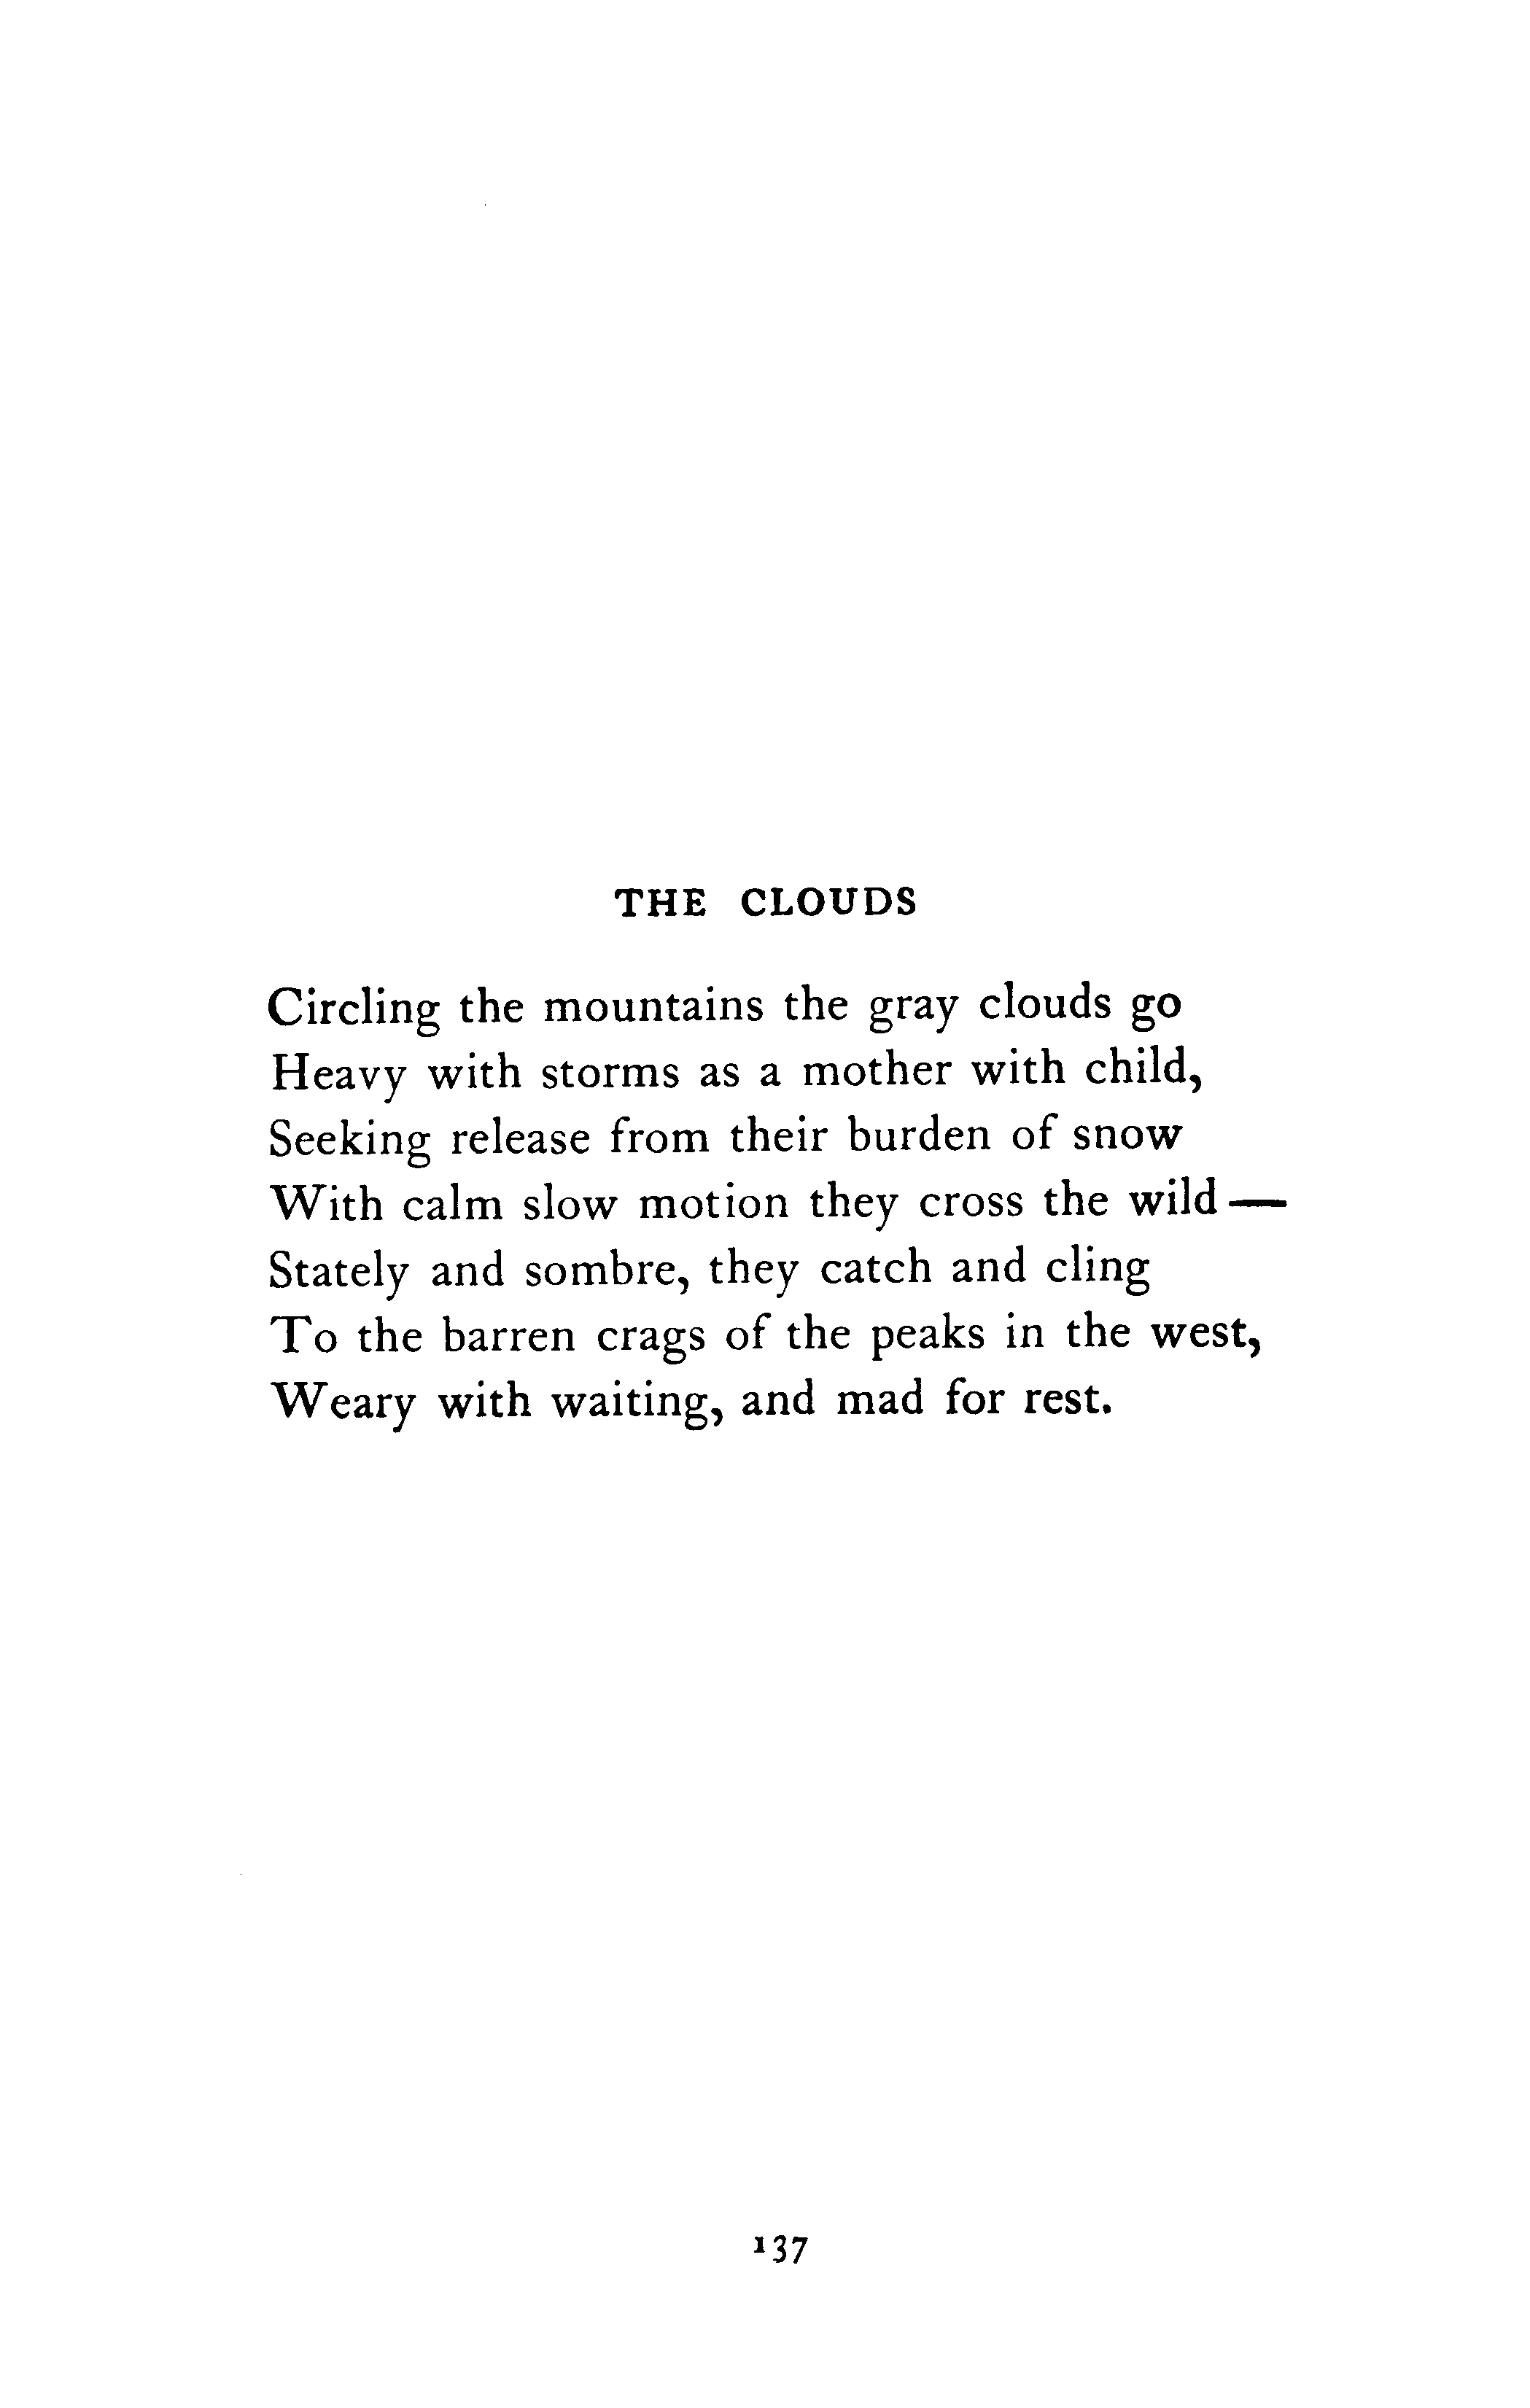 THE CLOUDS
Circling the mountains the gray clouds go
Heavy with storms as a mother with child,
Seeking release from their burden of snow
With calm slow motion they cross the wild—
Stately and sombre, they catch and cling
To the barren crags of the peaks in the west,
Weary with waiting, and mad for rest.
137